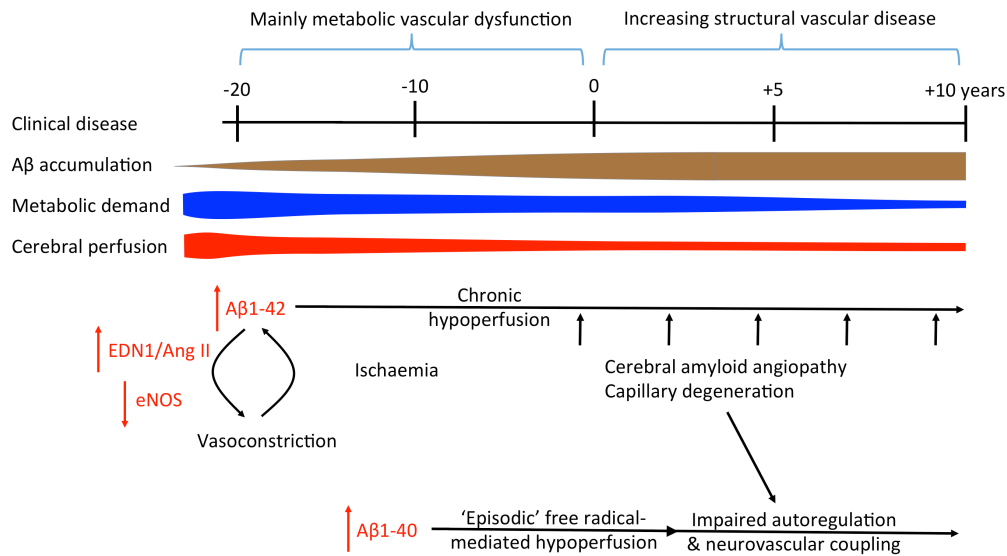 Mainly metabolic vascular dysfunction
Increasing structural vascular disease
-20
-10
0
+5
+10 years
Clinical disease
Aβ accumulation
Metabolic demand
Cerebral perfusion
Aβ1-42
Chronic
hypoperfusion
EDN1/Ang II
Ischaemia
Cerebral amyloid angiopathy
Capillary degeneration
eNOS
Vasoconstriction
Aβ1-40
‘Episodic’ free radical-
mediated hypoperfusion
Impaired autoregulation
& neurovascular coupling